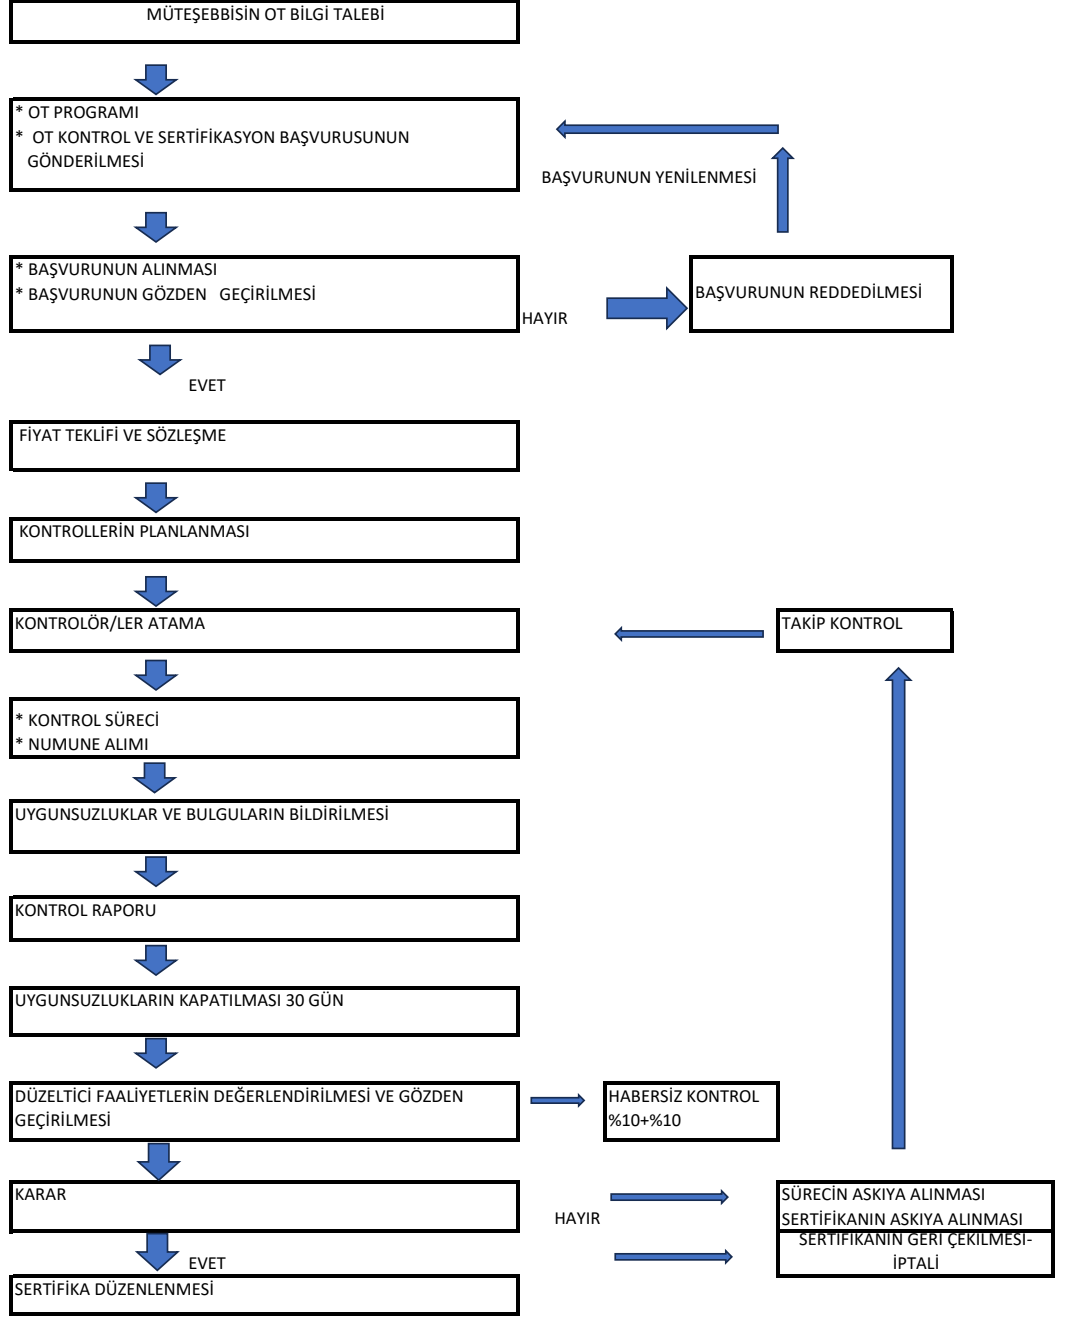 MÜTEŞEBBİSİN OT BİLGİ TALEBİ
* OT PROGRAMI
* OT KONTROL VE SERTİFİKASYON BAŞVURUSUNUN
GÖNDERİLMESİ
BAŞVURUNUN YENİLENMESİ
* BAŞVURUNUN ALINMASI
* BAŞVURUNUN GÖZDEN GEÇİRİLMESİ
HAYIR
BAŞVURUNUN REDDEDİLMESİ
EVET
FİYAT TEKLİFİ VE SÖZLEŞME
KONTROLLERİN PLANLANMASI
KONTROLÖR/LER ATAMA
TAKİP KONTROL
* KONTROL SÜRECİ
* NUMUNE ALIMI
UYGUNSUZLUKLAR VE BULGULARIN BİLDİRİLMESİ
KONTROL RAPORU
UYGUNSUZLUKLARIN KAPATILMASI 30 GÜN
DÜZELTİCİ FAALİYETLERİN DEĞERLENDİRİLMESİ VE GÖZDEN
GEÇİRİLMESİ
HABERSİZ KONTROL
%10+%10
KARAR
HAYIR
SÜRECİN ASKIYA ALINMASI
SERTİFİKANIN ASKIYA ALINMASI
SERTİFİKANIN GERİ ÇEKİLMESİ-
İPTALİ
EVET
SERTİFİKA DÜZENLENMESİ